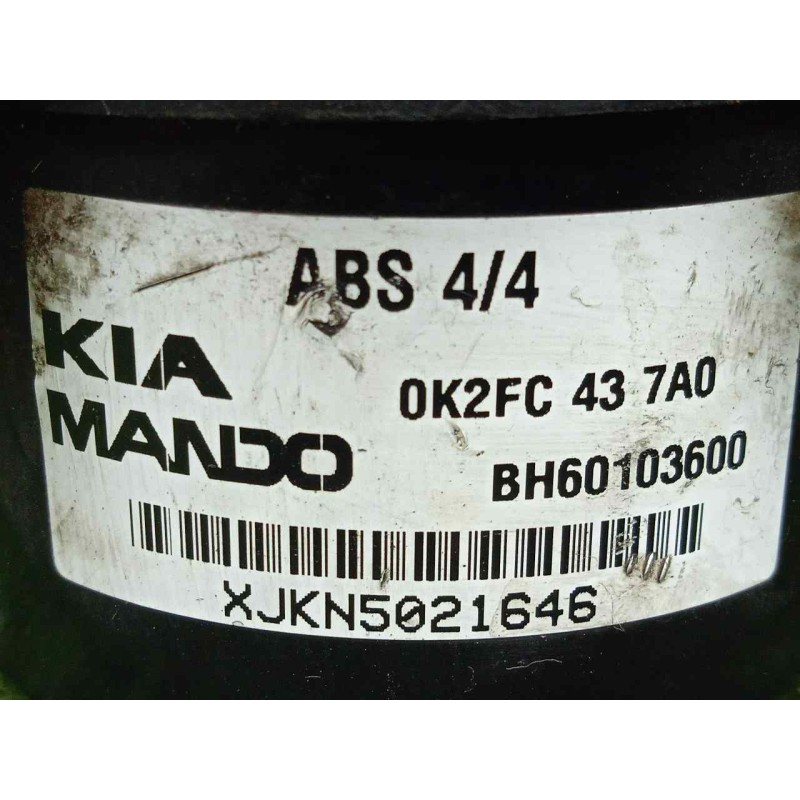 ABS 4/4
KIA
0K2FC 43 7A0
MANDO
BH60103600
XJKN5021646